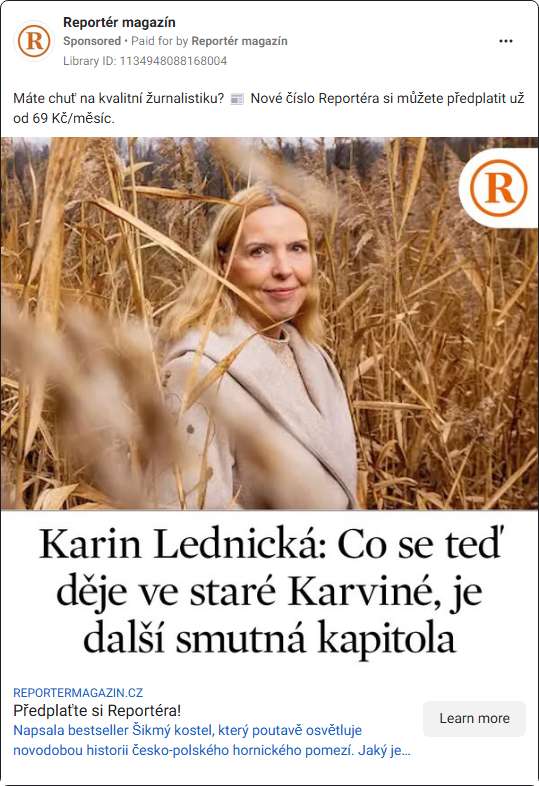 Reportér magazín
Sponsored • Paid for by Reportér magazín
Library ID: 1134948088168004
Máte chuť na kvalitní žurnalistiku? 📰 Nové číslo Reportéra si můžete předplatit už
od 69 Kč/měsíc.
R
R
Karin Lednická: Co se teď
děje ve staré Karviné, je
další smutná kapitola
REPORTERMAGAZIN.CZ
Předplaťte si Reportéra!
Napsala bestseller Šikmý kostel, který poutavě osvětluje
novodobou historii česko-polského hornického pomezí. Jaký je...
Learn more